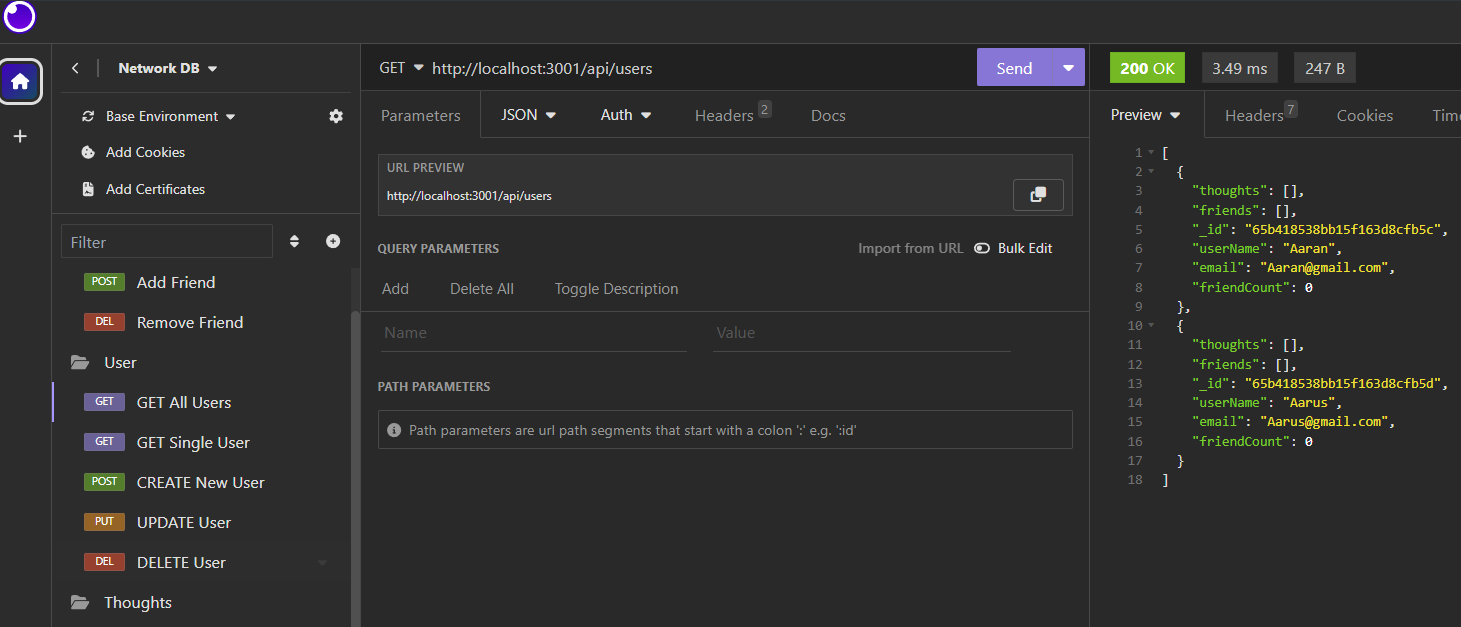 Network DB
Base Environment
Add Cookies
Add Certificates
Filter
POST Add Friend
DEL Remove Friend
User
GET GET All Users
GET GET Single User
POST CREATE New User
PUT UPDATE User
DEL DELETE User
Thoughts
GET http://localhost:3001/api/users
Send
Parameters JSON Auth Headers 2 Docs
URL PREVIEW
http://localhost:3001/api/users
QUERY PARAMETERS Import from URL Bulk Edit
Add Delete All Toggle Description
Name Value
PATH PARAMETERS
Path parameters are url path segments that start with a colon ':' e.g. ':id'
200 OK 3.49 ms 247 B
Preview Headers 7 Cookies Time
1 [
2 {
3 "thoughts": [],
4 "friends": [],
5 "_id": "65b418538bb15f163d8cfb5c",
6 "userName": "Aaran",
7 "email": "Aaran@gmail.com",
8 "friendCount": 0
9 },
10 {
11 "thoughts": [],
12 "friends": [],
13 "_id": "65b418538bb15f163d8cfb5d",
14 "userName": "Aarus",
15 "email": "Aarus@gmail.com",
16 "friendCount": 0
17 }
18 ]